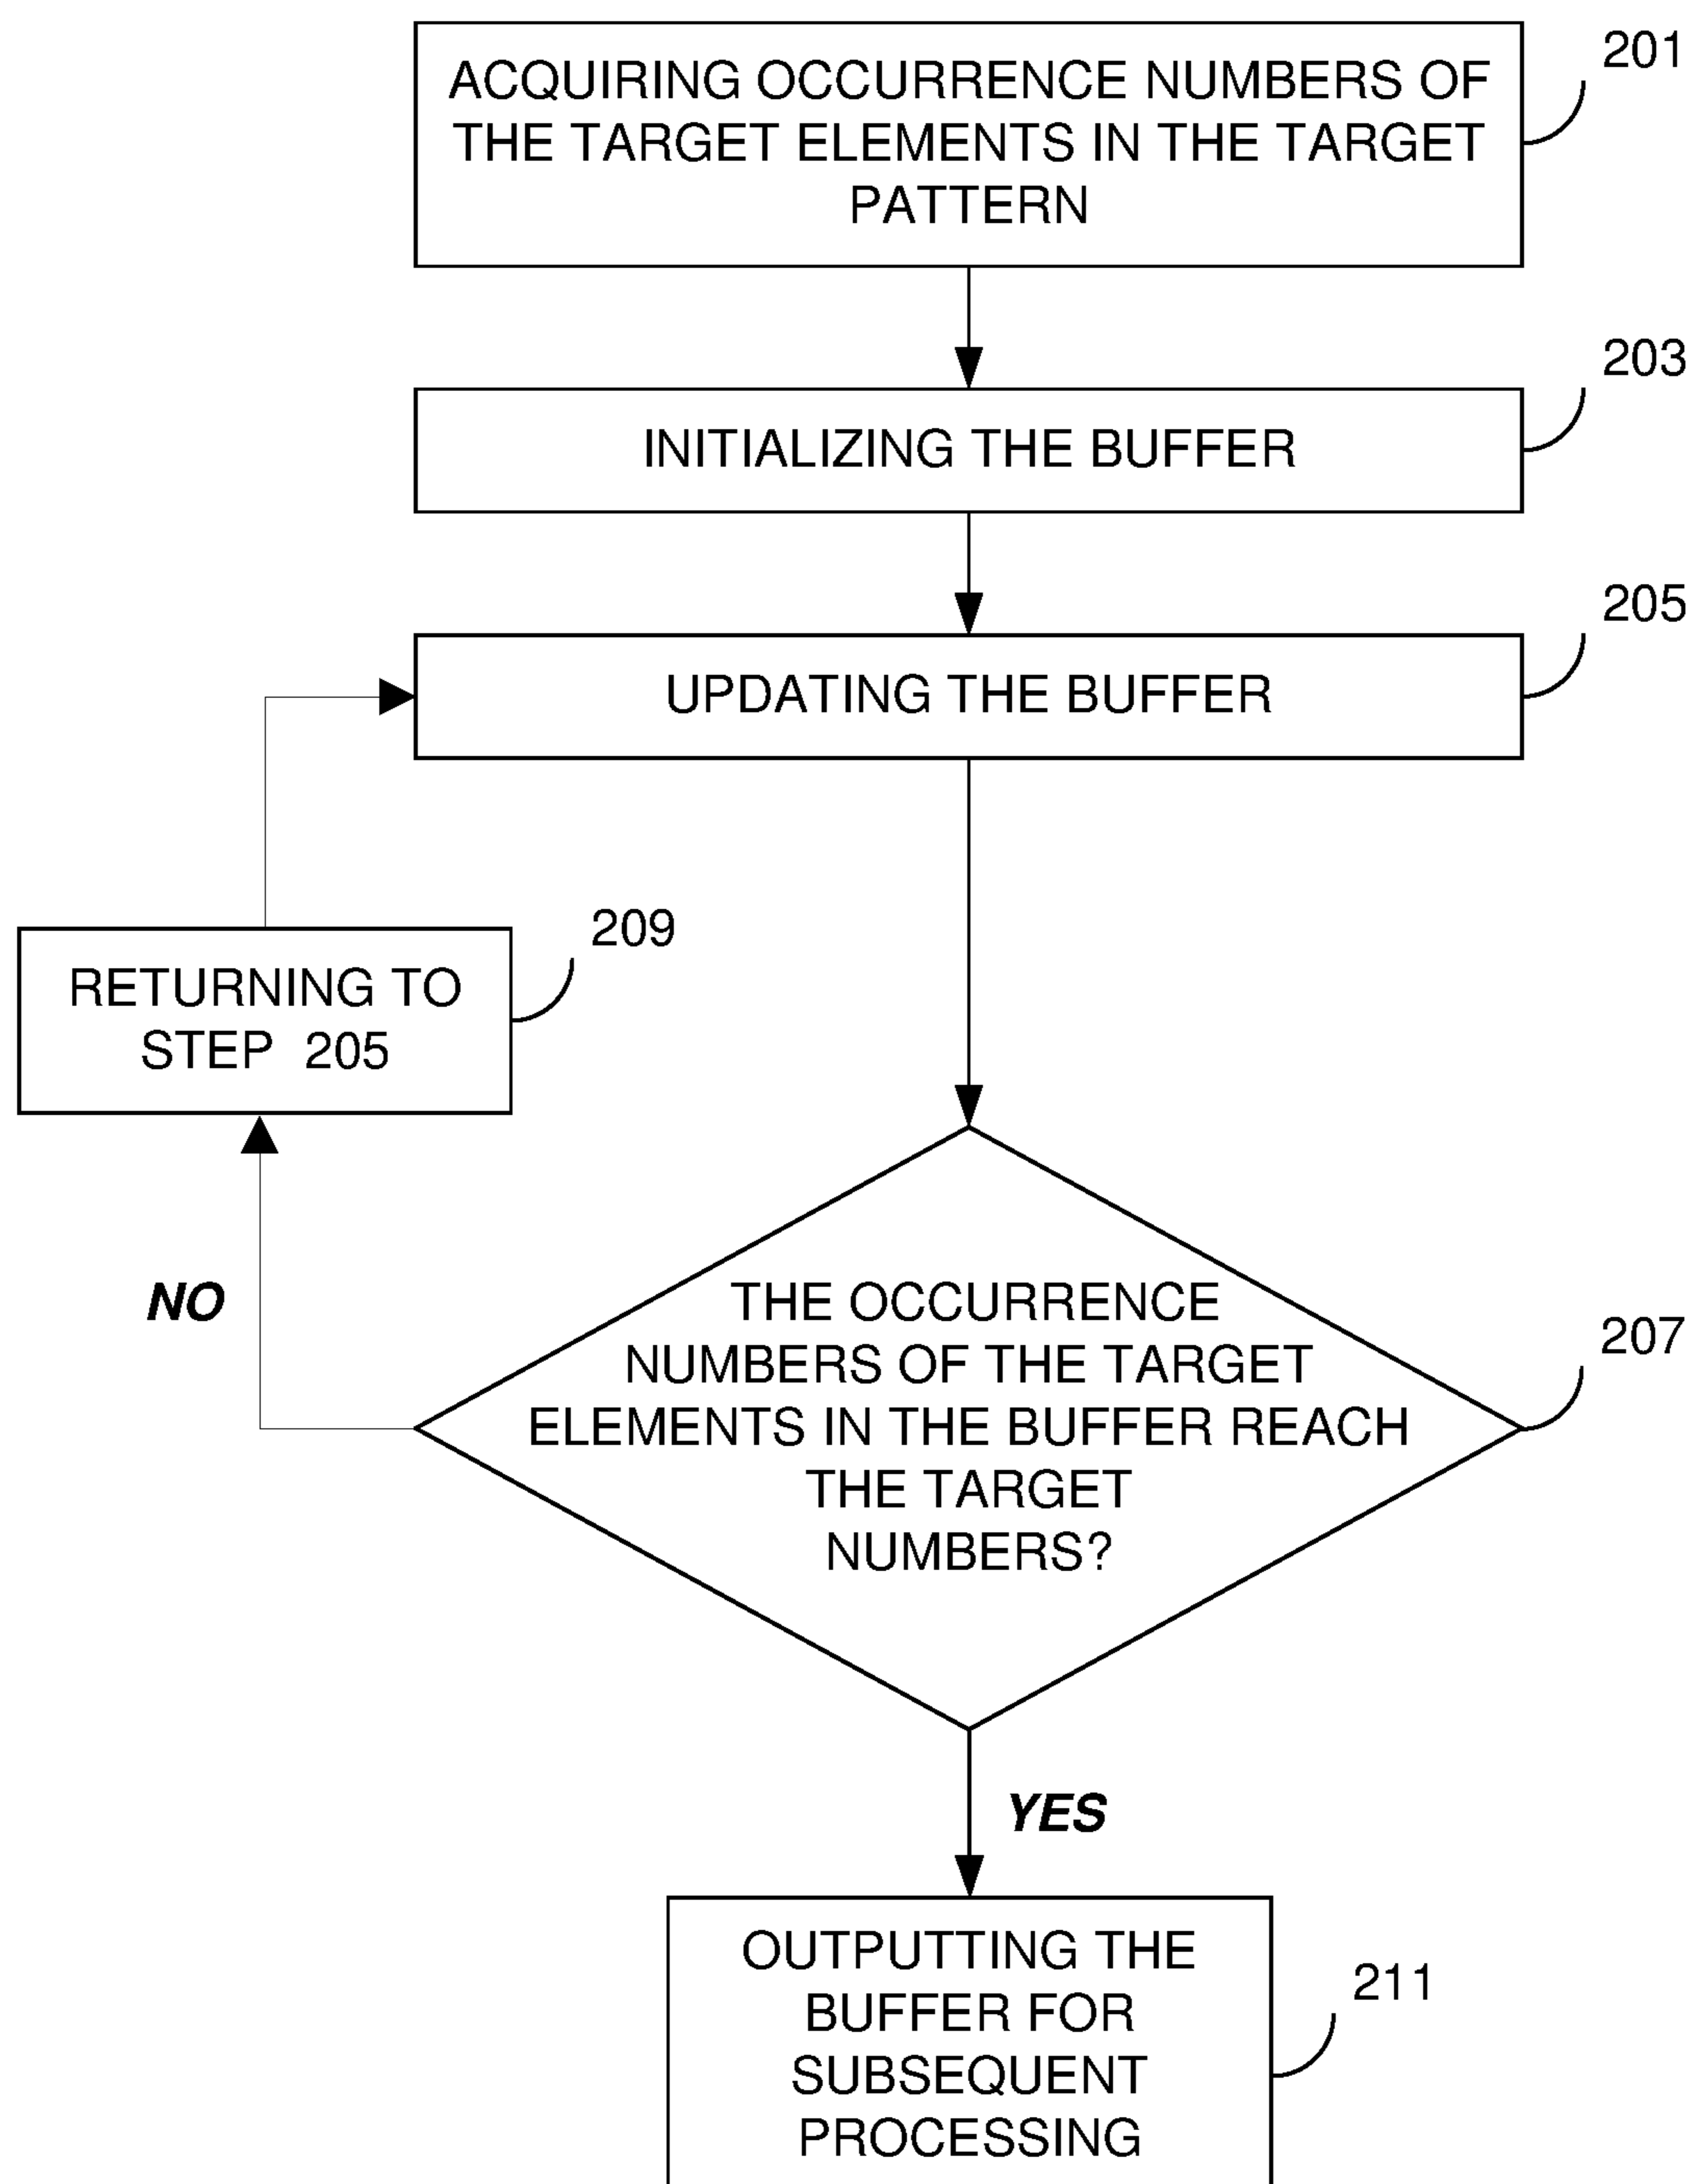 201
ACQUIRING OCCURRENCE NUMBERS OF
THE TARGET ELEMENTS IN THE TARGET
PATTERN
203
INITIALIZING THE BUFFER
205
UPDATING THE BUFFER
209
RETURNING TO
STEP 205
NO
THE OCCURRENCE
NUMBERS OF THE TARGET
ELEMENTS IN THE BUFFER REACH
THE TARGET
NUMBERS?
207
YES
OUTPUTTING THE
BUFFER FOR
SUBSEQUENT
PROCESSING
211